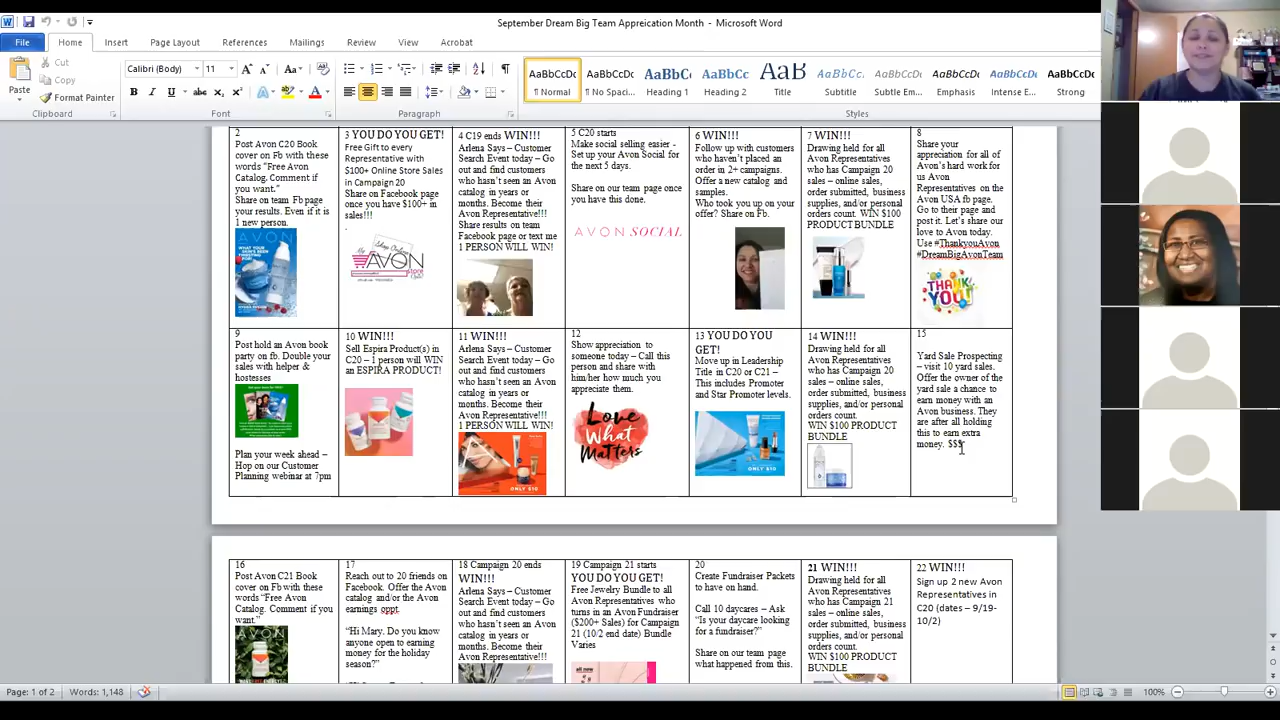 September Dream Big Team Appreication Month - Microsoft Word
File
Home
Insert
Page Layout
References
Mailings
Review
View
Acrobat
Paste
Cut
Copy
Format Painter
Clipboard
Calibri (Body)
11
Font
Paragraph
AaBbCcDc
¶ Normal
AaBbCcDc
¶ No Spaci...
AaBbCc
Heading 1
AaBbCc
Heading 2
AaB
Title
AaBbCcDc
Subtitle
AaBbCcDc
Subtle Em...
AaBbCcDc
Emphasis
AaBbCcDc
Intense E...
AaBbCcDc
Strong
Styles
2
Post Avon C20 Book
cover on Fb with these
words "Free Avon
Catalog. Comment if
you want."
Share on team Fb page
your results. Even if it is
1 new person.
AVON
3 YOU DO YOU GET!
Free Gift to every
Representative with
$100+ Online Store Sales
in Campaign 20
Share on Facebook page
once you have $100+ in
sales!!!
.
AVON
4 C19 ends WIN!!!
Arlena Says – Customer
Search Event today – Go
out and find customers
who hasn't seen an Avon
catalog in years or
months. Become their
Avon Representative!!!
Share results on team
Facebook page or text me
1 PERSON WILL WIN!
5 C20 starts
Make social selling easier -
Set up your Avon Social for
the next 5 days.
Share on our team page once
you have this done.
AVON SOCIAL
6 WIN!!!
Follow up with customers
who haven't placed an
order in 2+ campaigns.
Offer a new catalog and
samples.
Who took you up on your
offer? Share on Fb.
7 WIN!!!
Drawing held for all
Avon Representatives
who has Campaign 20
sales – online sales,
order submitted, business
supplies, and/or personal
orders count. WIN $100
PRODUCT BUNDLE
8
Share your
appreciation for all of
Avon's hard work for
us Avon
Representatives on the
Avon USA fb page.
Go to their page and
post it. Let's share our
love to Avon today.
Use #ThankyouAvon
#DreamBigAvonTeam
THANK
YOU!
9
Post hold an Avon book
party on fb. Double your
sales with helper &
hostesses
Plan your week ahead –
Hop on our Customer
Planning webinar at 7pm
10 WIN!!!
Sell Espira Product(s) in
C20 – 1 person will WIN
an ESPIRA PRODUCT!
11 WIN!!!
Arlena Says – Customer
Search Event today – Go
out and find customers
who hasn't seen an Avon
catalog in years or
months. Become their
Avon Representative!!!
1 PERSON WILL WIN!
ONLY $10
12
Show appreciation to
someone today – Call this
person and share with
him/her how much you
appreciate them.
Love
What
Matters
13 YOU DO YOU
GET!
Move up in Leadership
Title in C20 or C21 –
This includes Promoter
and Star Promoter levels.
ONLY $10
14 WIN!!!
Drawing held for all
Avon Representatives
who has Campaign 20
sales – online sales,
order submitted, business
supplies, and/or personal
orders count.
WIN $100 PRODUCT
BUNDLE
15
Yard Sale Prospecting
– visit 10 yard sales.
Offer the owner of the
yard sale a chance to
earn money with an
Avon business. They
are after all holding
this to earn extra
money. $$$
16
Post Avon C21 Book
cover on Fb with these
words "Free Avon
Catalog. Comment if you
want."
AVON
17
Reach out to 20 friends on
Facebook. Offer the Avon
catalog and/or the Avon
earnings oppt.
"Hi Mary. Do you know
anyone open to earning
money for the holiday
season?"
18 Campaign 20 ends
WIN!!!
Arlena Says – Customer
Search Event today – Go
out and find customers
who hasn't seen an Avon
catalog in years or
months. Become their
Avon Representative!!!
19 Campaign 21 starts
YOU DO YOU GET!
Free Jewelry Bundle to all
Avon Representatives who
turns in an Avon Fundraiser
($200+ Sales) for Campaign
21 (10/2 end date) Bundle
Varies
20
Create Fundraiser Packets
to have on hand.
Call 10 daycares – Ask
"Is your daycare looking
for a fundraiser?"
Share on our team page
what happened from this.
21 WIN!!!
Drawing held for all
Avon Representatives
who has Campaign 21
sales – online sales,
order submitted, business
supplies, and/or personal
orders count.
WIN $100 PRODUCT
BUNDLE
22 WIN!!!
Sign up 2 new Avon
Representatives in
C20 (dates – 9/19-
10/2)
Page: 1 of 2
Words: 1,148
100%